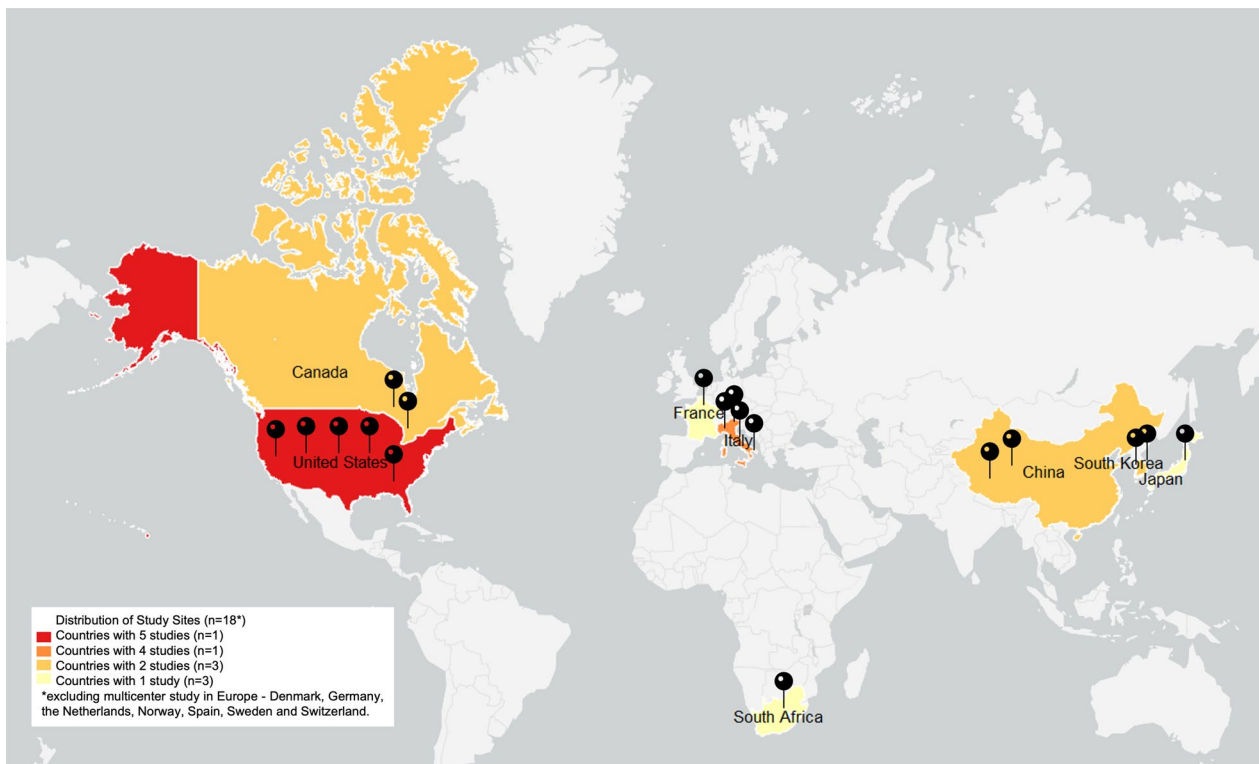 Canada
United States
France
Italy
China
South Korea
Japan
South Africa
Distribution of Study Sites (n=18*)
Countries with 5 studies (n=1)
Countries with 4 studies (n=1)
Countries with 2 studies (n=3)
Countries with 1 study (n=3)
*excluding multicenter study in Europe - Denmark, Germany,
the Netherlands, Norway, Spain, Sweden and Switzerland.